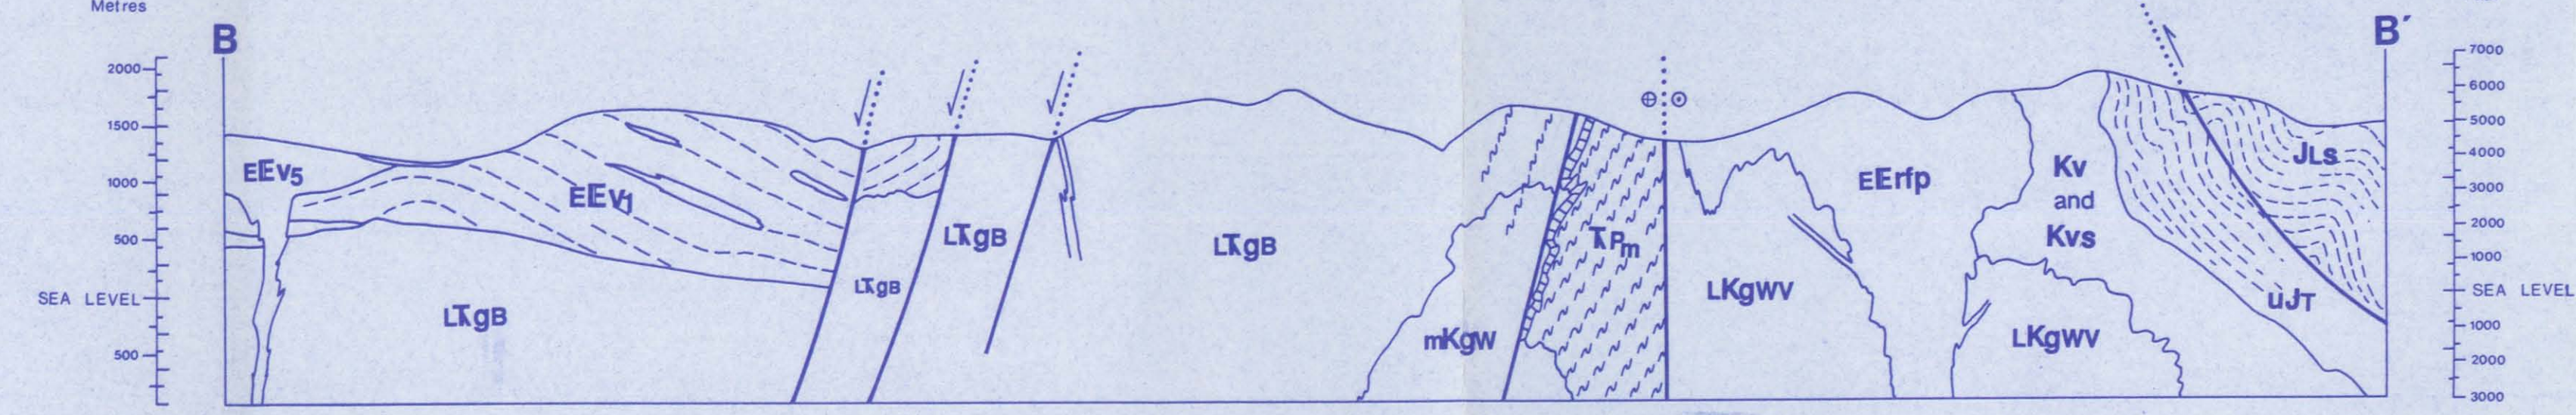 Metres
B
B′
2000
1500
1000
500
SEA LEVEL
500
EEv5
EEv1
LTgB
LTgB
LTgB
LTgB
mKgw
TPm
LKgwv
EErfp
Kv
and
Kvs
LKgwv
uJT
JLs
7000
6000
5000
4000
3000
2000
1000
SEA LEVEL
1000
2000
3000